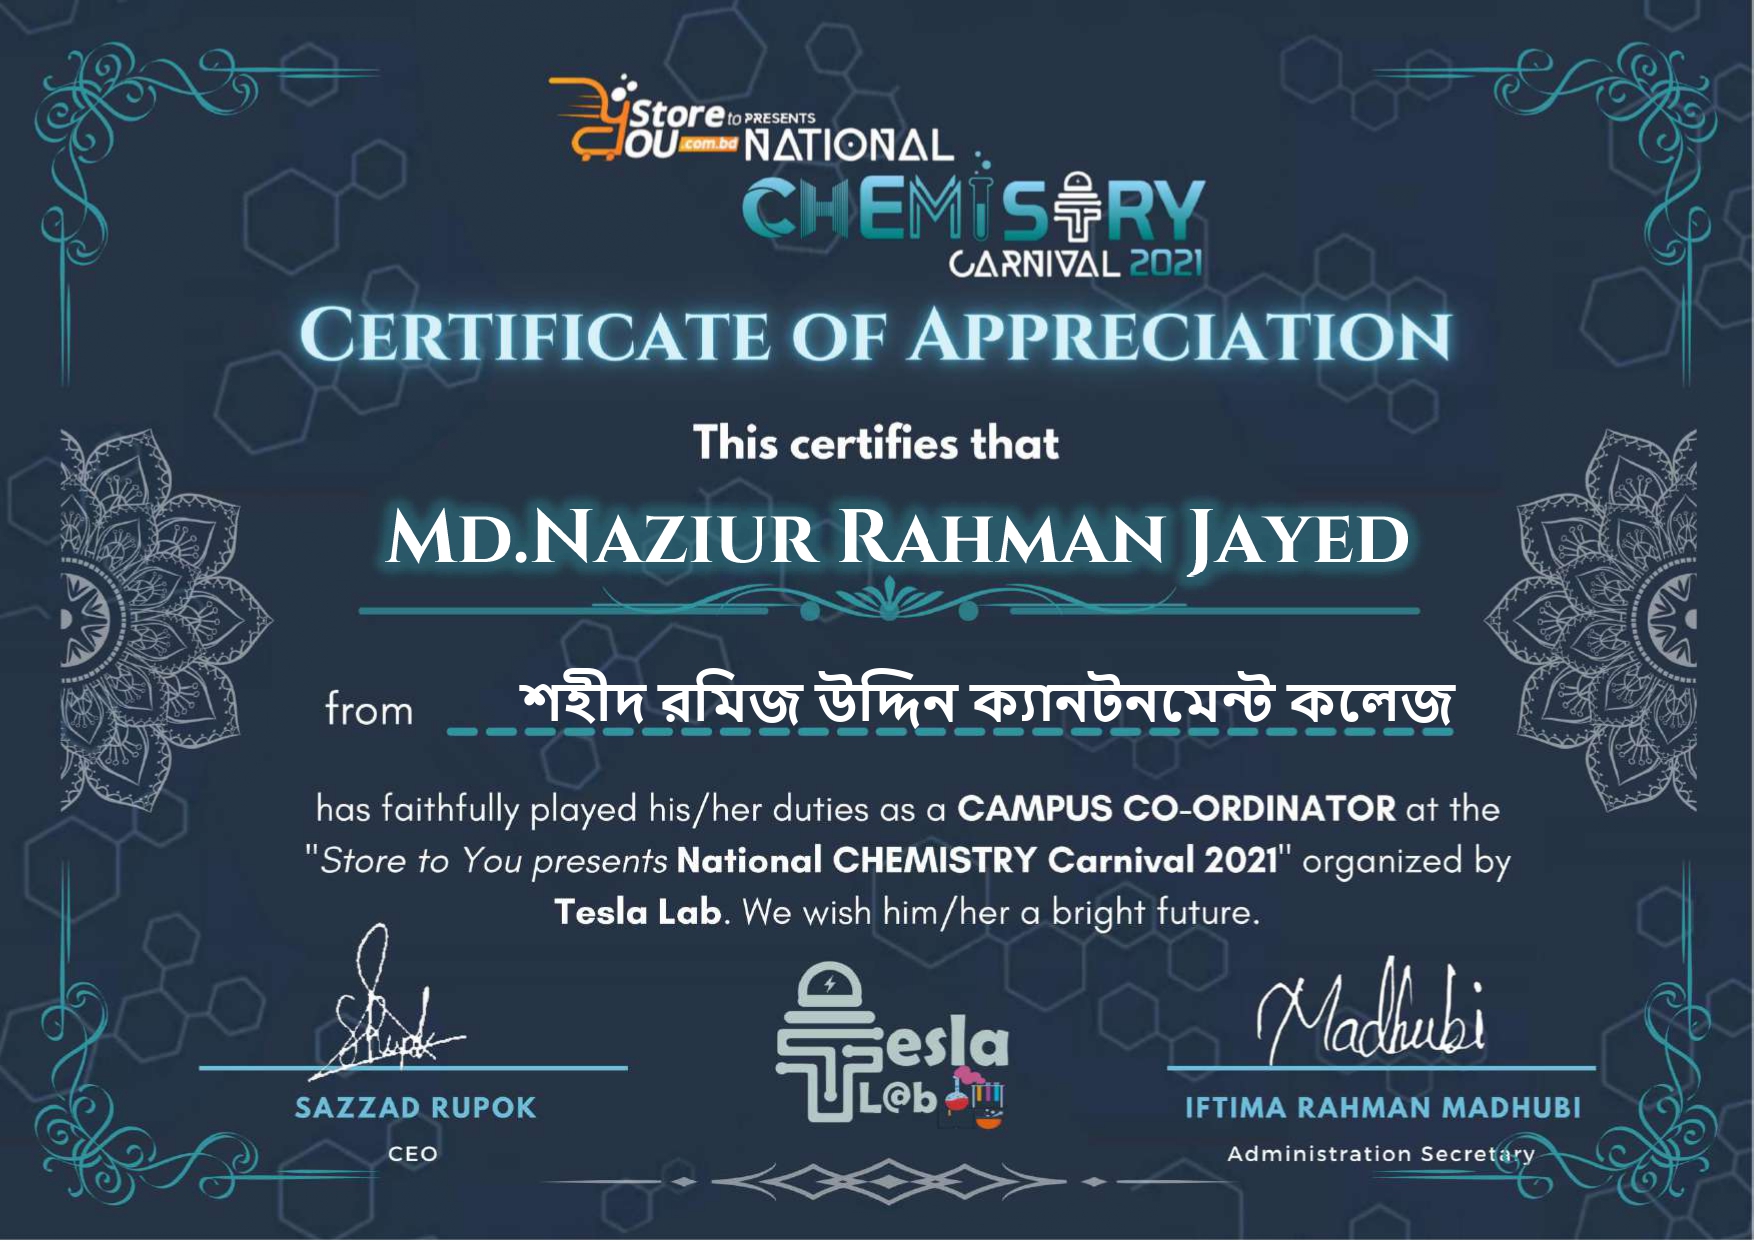 Store to PRESENTS
YOU .com.bd NATIONAL
CHEMISTRY
CARNIVAL 2021
CERTIFICATE OF APPRECIATION
This certifies that
MD.NAZIUR RAHMAN JAYED
from শহীদ রমিজ উদ্দিন ক্যানটনমেন্ট কলেজ
has faithfully played his/her duties as a CAMPUS CO-ORDINATOR at the
"Store to You presents National CHEMISTRY Carnival 2021" organized by
Tesla Lab. We wish him/her a bright future.
Shupok
Madhubi
Tesla
L@b
SAZZAD RUPOK
CEO
IFTIMA RAHMAN MADHUBI
Administration Secretary